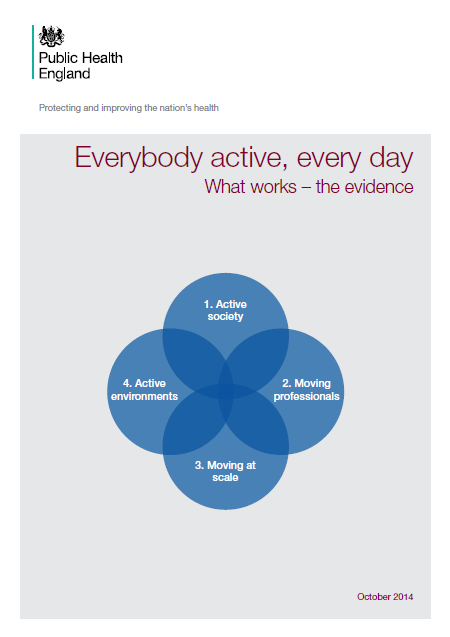 Public Health
England
Protecting and improving the nation's health
Everybody active, every day
What works – the evidence
1. Active
society
4. Active
environments
2. Moving
professionals
3. Moving at
scale
October 2014